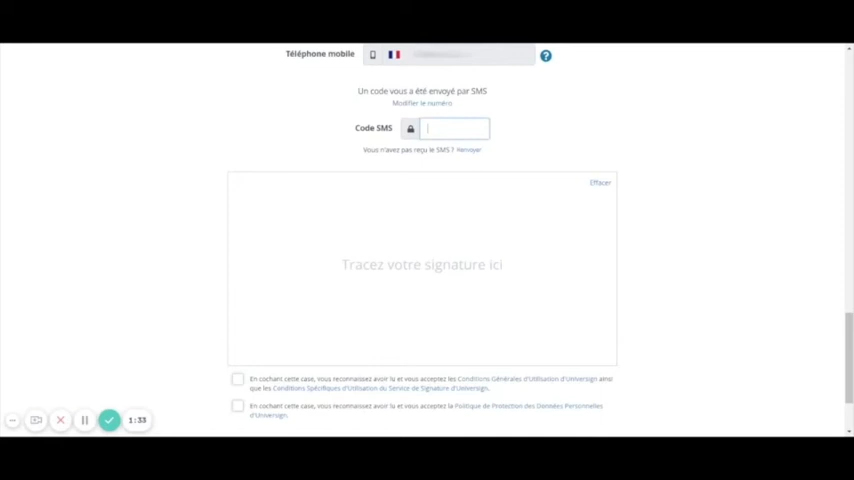 Téléphone mobile
?
Un code vous a été envoyé par SMS
Modifier le numéro
Code SMS
Vous n'avez pas reçu le SMS ? Renvoyer
Effacer
Tracez votre signature ici
En cochant cette case, vous reconnaissez avoir lu et vous acceptez les Conditions Générales d'Utilisation d'Universign ainsi
que les Conditions Spécifiques d'Utilisation du Service de Signature d'Universign.
En cochant cette case, vous reconnaissez avoir lu et vous acceptez la Politique de Protection des Données Personnelles
d'Universign.
1:33